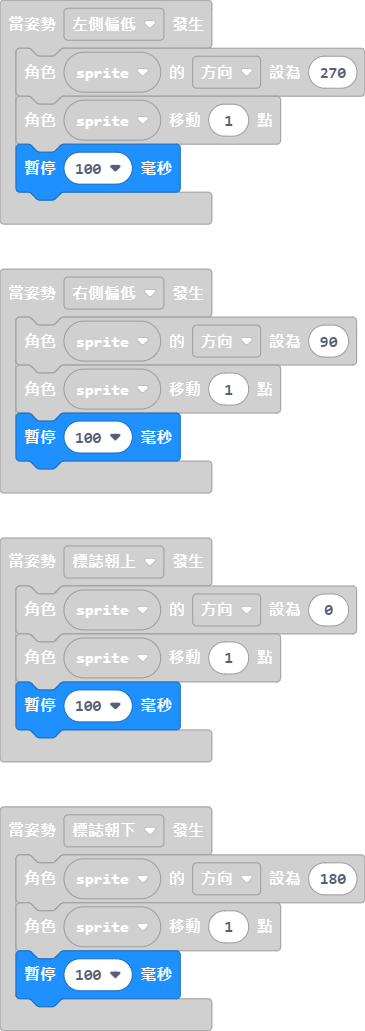 當姿勢 左側偏低 發生
角色 sprite 的 方向 設為 270
角色 sprite 移動 1 點
暫停 100 毫秒
當姿勢 右側偏低 發生
角色 sprite 的 方向 設為 90
角色 sprite 移動 1 點
暫停 100 毫秒
當姿勢 標誌朝上 發生
角色 sprite 的 方向 設為 0
角色 sprite 移動 1 點
暫停 100 毫秒
當姿勢 標誌朝下 發生
角色 sprite 的 方向 設為 180
角色 sprite 移動 1 點
暫停 100 毫秒